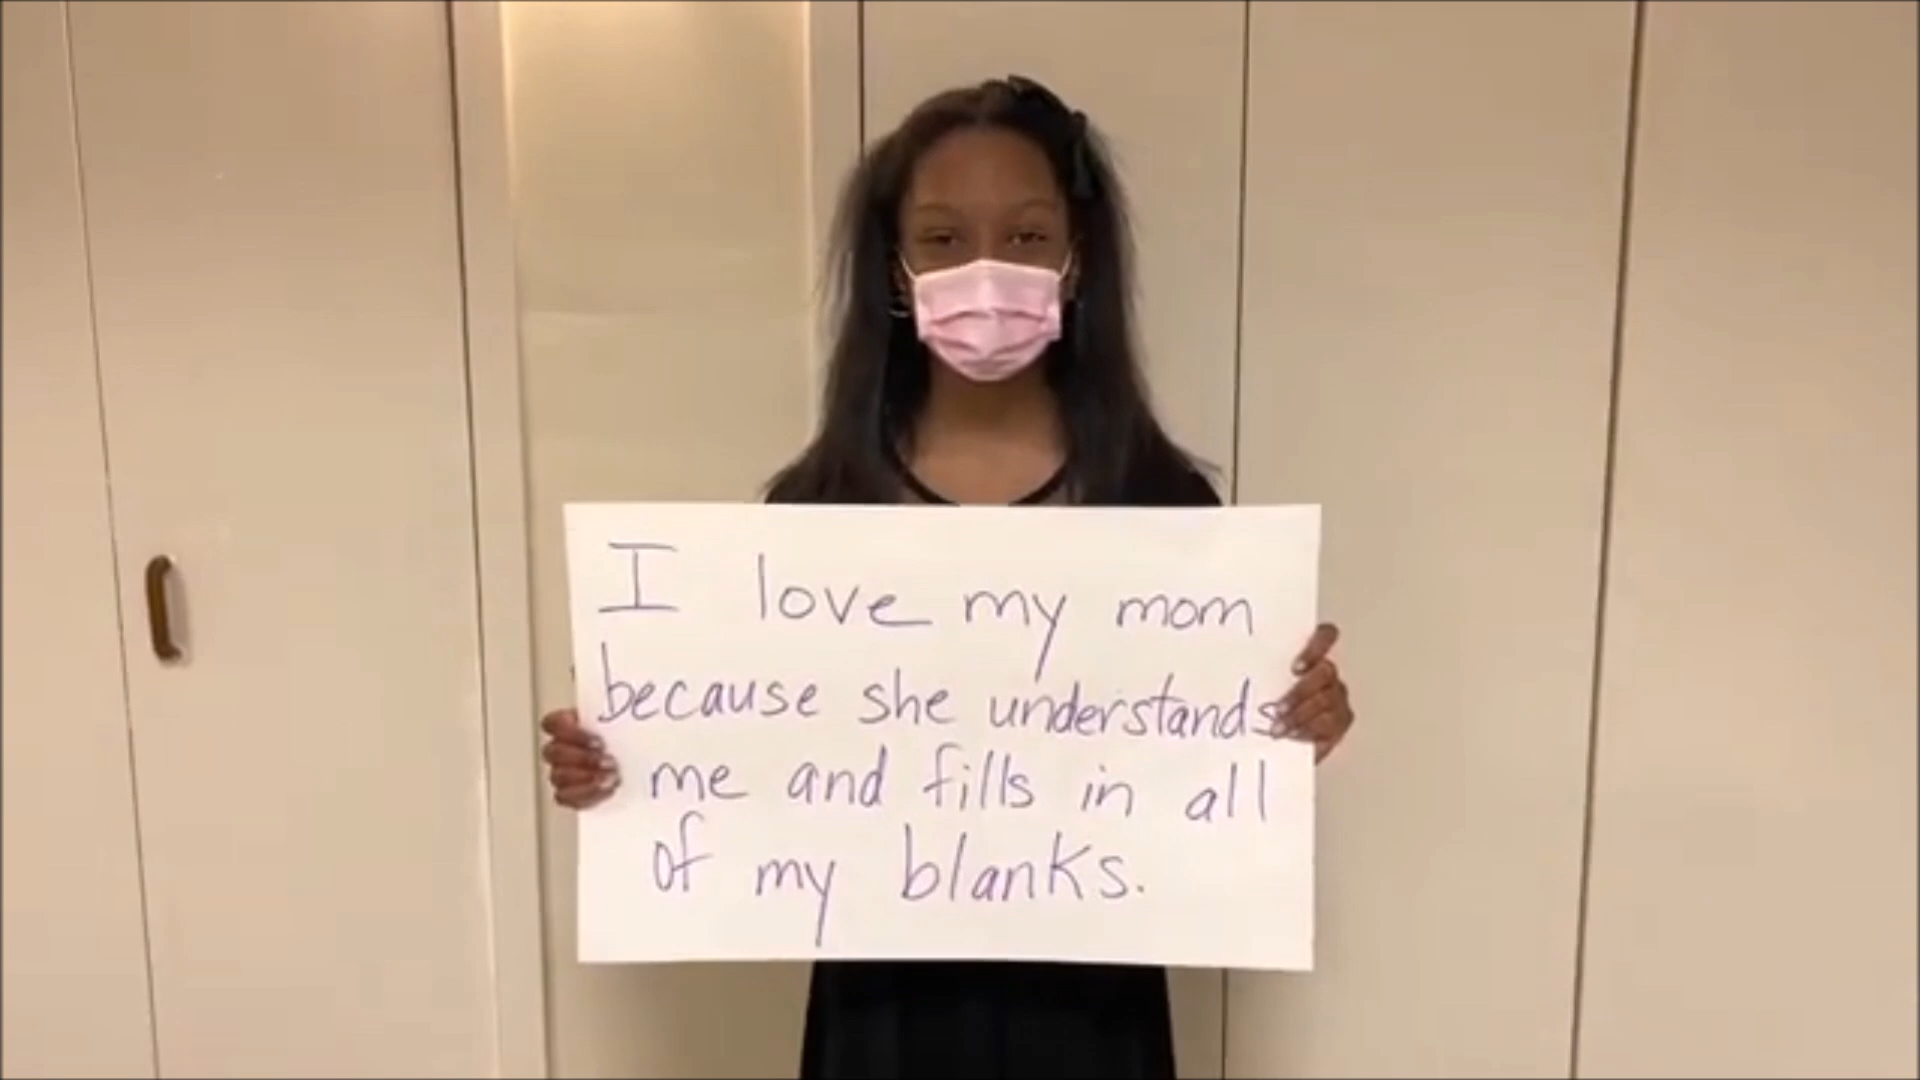 I love my mom
because she understands
me and fills in all
of my blanks.